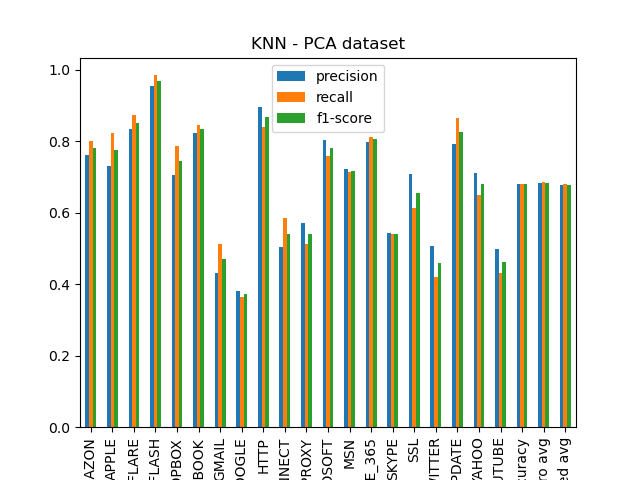 KNN - PCA dataset
precision
recall
f1-score
1.0
0.8
0.6
0.4
0.2
0.0
AZON
APPLE
FLARE
FLASH
OPBOX
BOOK
GMAIL
OOGLE
HTTP
NNECT
PROXY
OSOFT
MSN
E_365
SKYPE
SSL
ITTER
PDATE
YAHOO
UTUBE
curacy
ro avg
ed avg